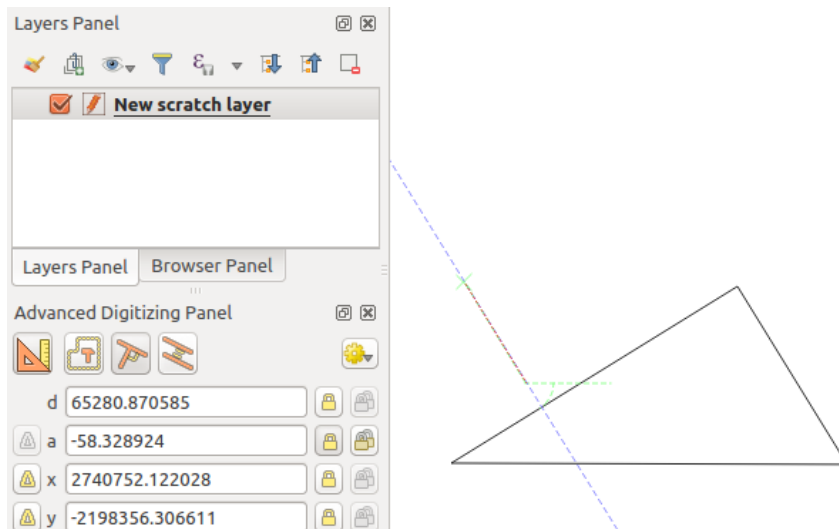 Layers Panel
New scratch layer
Layers Panel Browser Panel
Advanced Digitizing Panel
d 65280.870585
a -58.328924
x 2740752.122028
y -2198356.306611